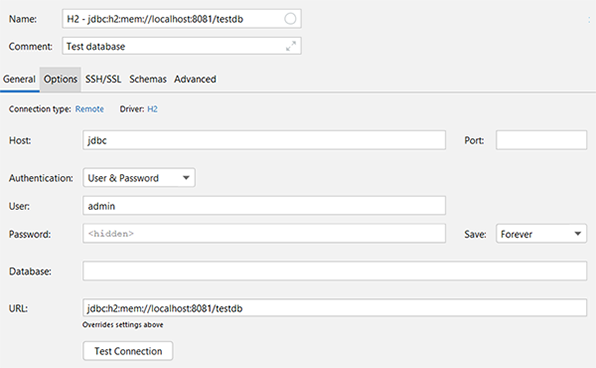 Name: H2 - jdbc:h2:mem://localhost:8081/testdb
Comment: Test database
General Options SSH/SSL Schemas Advanced
Connection type: Remote Driver: H2
Host: jdbc Port:
Authentication: User & Password
User: admin
Password: <hidden> Save: Forever
Database:
URL: jdbc:h2:mem://localhost:8081/testdb
Overrides settings above
Test Connection